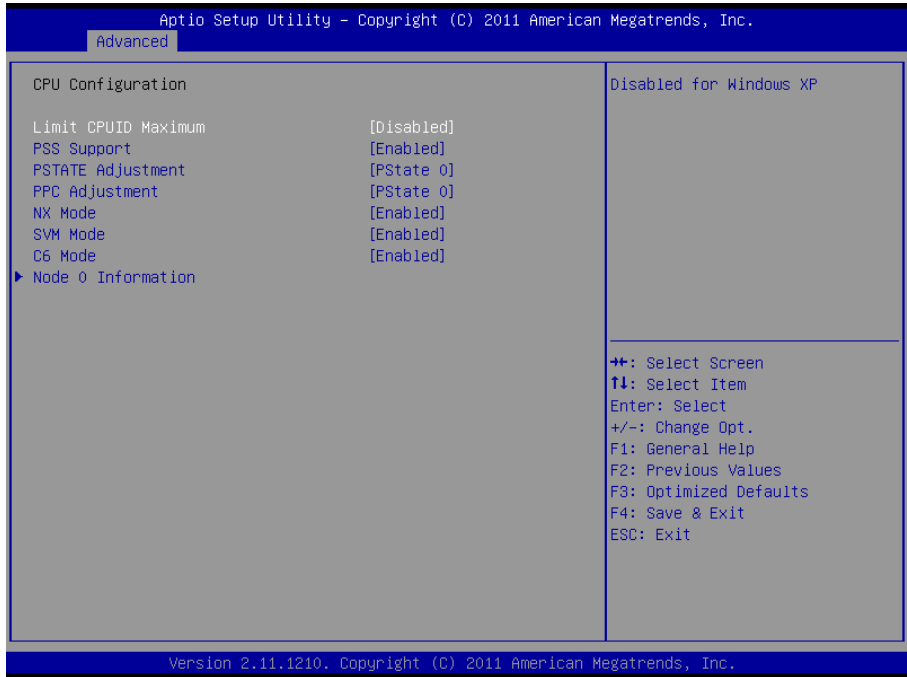 Aptio Setup Utility – Copyright (C) 2011 American Megatrends, Inc.
Advanced
CPU Configuration
Limit CPUID Maximum [Disabled]
PSS Support [Enabled]
PSTATE Adjustment [PState 0]
PPC Adjustment [PState 0]
NX Mode [Enabled]
SVM Mode [Enabled]
C6 Mode [Enabled]
Node 0 Information
Disabled for Windows XP
→←: Select Screen
↑↓: Select Item
Enter: Select
+/-: Change Opt.
F1: General Help
F2: Previous Values
F3: Optimized Defaults
F4: Save & Exit
ESC: Exit
Version 2.11.1210. Copyright (C) 2011 American Megatrends, Inc.